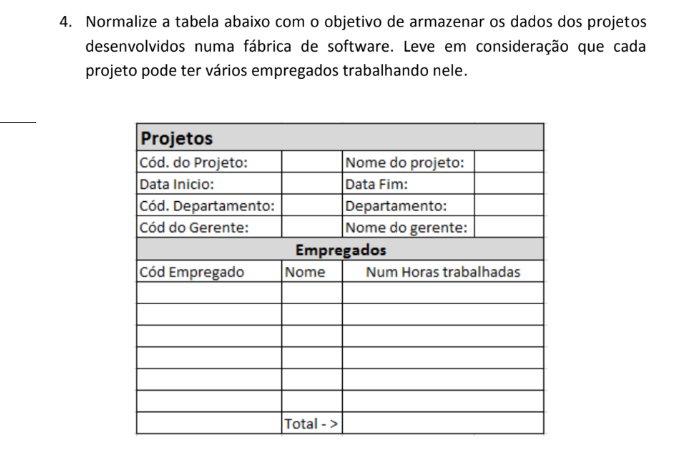 4. Normalize a tabela abaixo com o objetivo de armazenar os dados dos projetos
desenvolvidos numa fábrica de software. Leve em consideração que cada
projeto pode ter vários empregados trabalhando nele.
Projetos
Cód. do Projeto: Nome do projeto:
Data Inicio: Data Fim:
Cód. Departamento: Departamento:
Cód do Gerente: Nome do gerente:
Empregados
Cód Empregado Nome Num Horas trabalhadas
Total - >